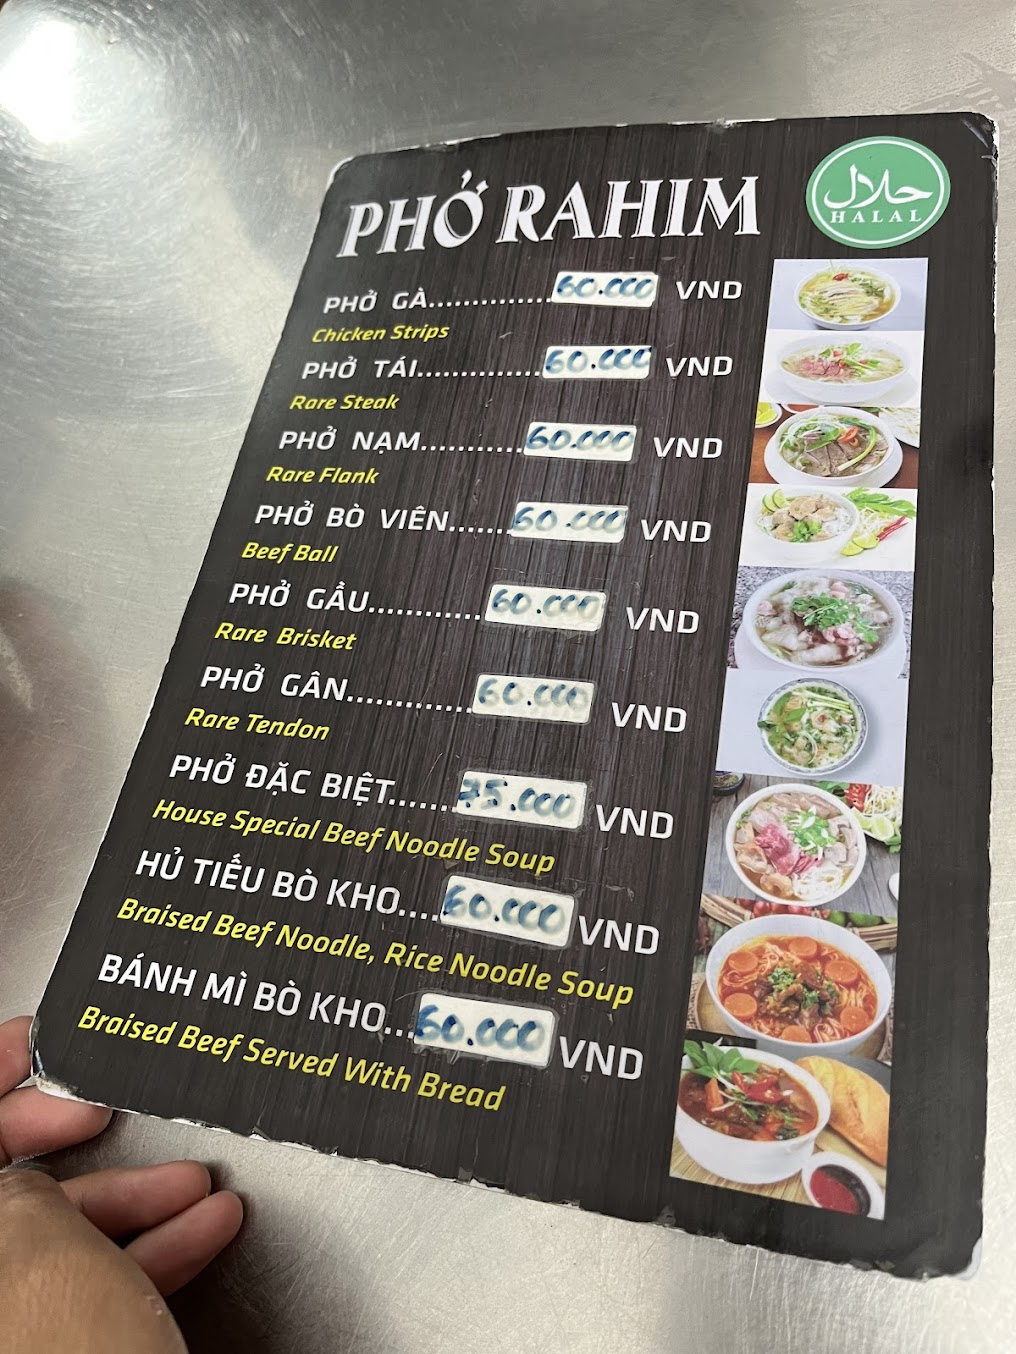 PHỞ RAHIM
حلال
HALAL
PHỞ GÀ..............60.000 VND
Chicken Strips
PHỞ TÁI..............60.000 VND
Rare Steak
PHỞ NẠM...........60.000 VND
Rare Flank
PHỞ BÒ VIÊN.......60.000 VND
Beef Ball
PHỞ GẦU............60.000 VND
Rare Brisket
PHỞ GÂN.............60.000 VND
Rare Tendon
PHỞ ĐẶC BIỆT.......75.000 VND
House Special Beef Noodle Soup
HỦ TIẾU BÒ KHO....60.000 VND
Braised Beef Noodle, Rice Noodle Soup
BÁNH MÌ BÒ KHO...60.000 VND
Braised Beef Served With Bread